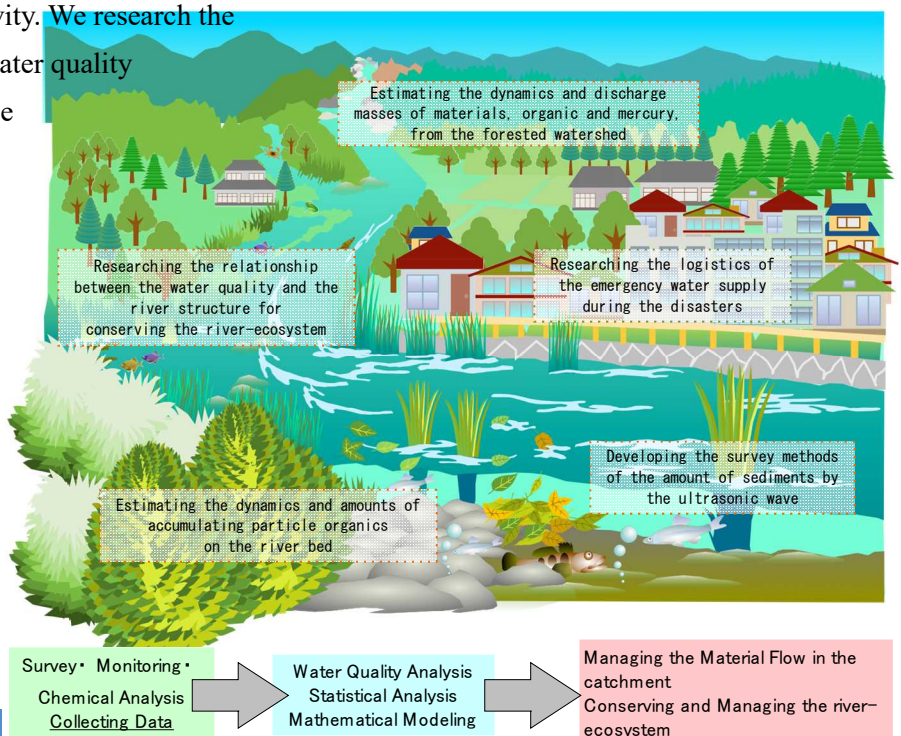 vity. We research the
ater quality
e
Estimating the dynamics and discharge
masses of materials, organic and mercury,
from the forested watershed
Researching the relationship
between the water quality and the
river structure for
conserving the river-ecosystem
Researching the logistics of
the emergency water supply
during the disasters
Developing the survey methods
of the amount of sediments by
the ultrasonic wave
Estimating the dynamics and amounts of
accumulating particle organics
on the river bed
Survey・ Monitoring・
Chemical Analysis
Collecting Data
Water Quality Analysis
Statistical Analysis
Mathematical Modeling
Managing the Material Flow in the
catchment
Conserving and Managing the river-
ecosystem